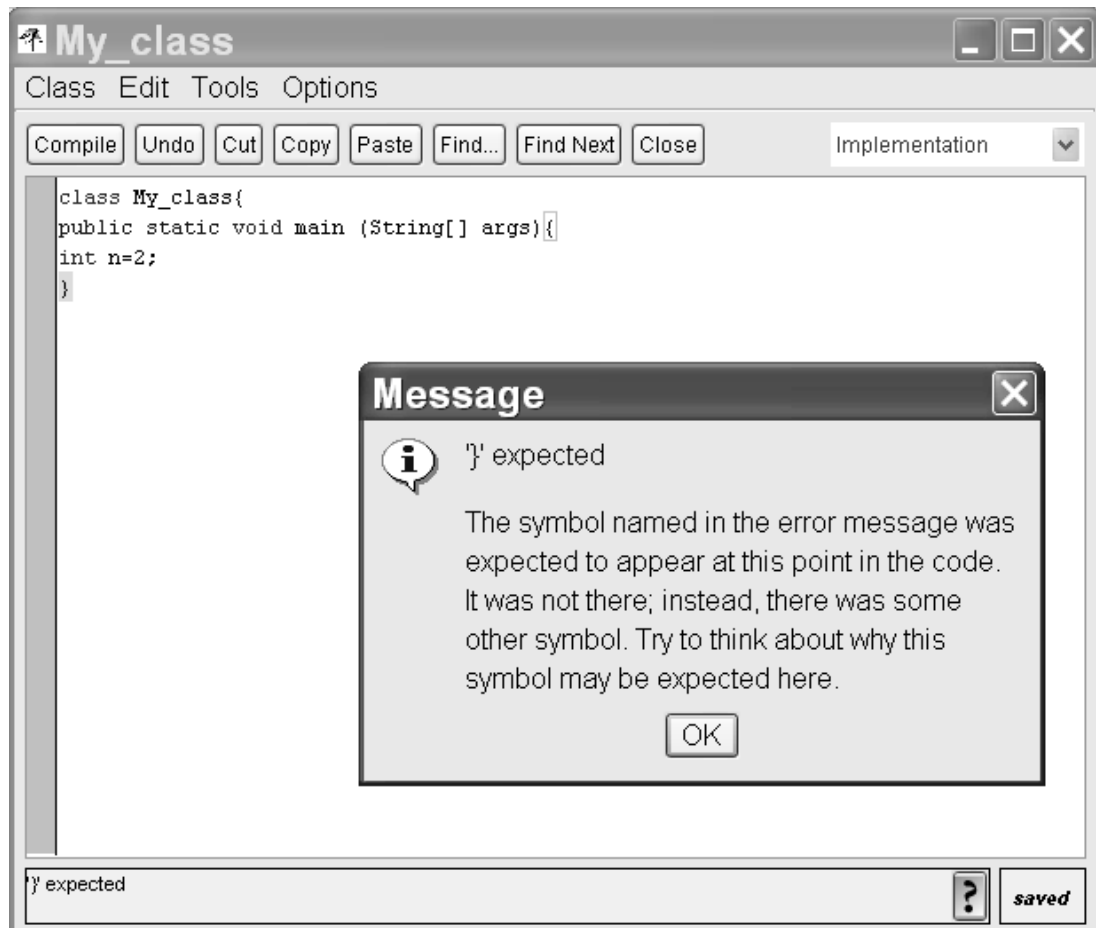 My_class
Class Edit Tools Options
Compile Undo Cut Copy Paste Find... Find Next Close Implementation
class My_class{
public static void main (String[] args){
int n=2;
}
Message
'}' expected
The symbol named in the error message was
expected to appear at this point in the code.
It was not there; instead, there was some
other symbol. Try to think about why this
symbol may be expected here.
OK
'}' expected
? saved